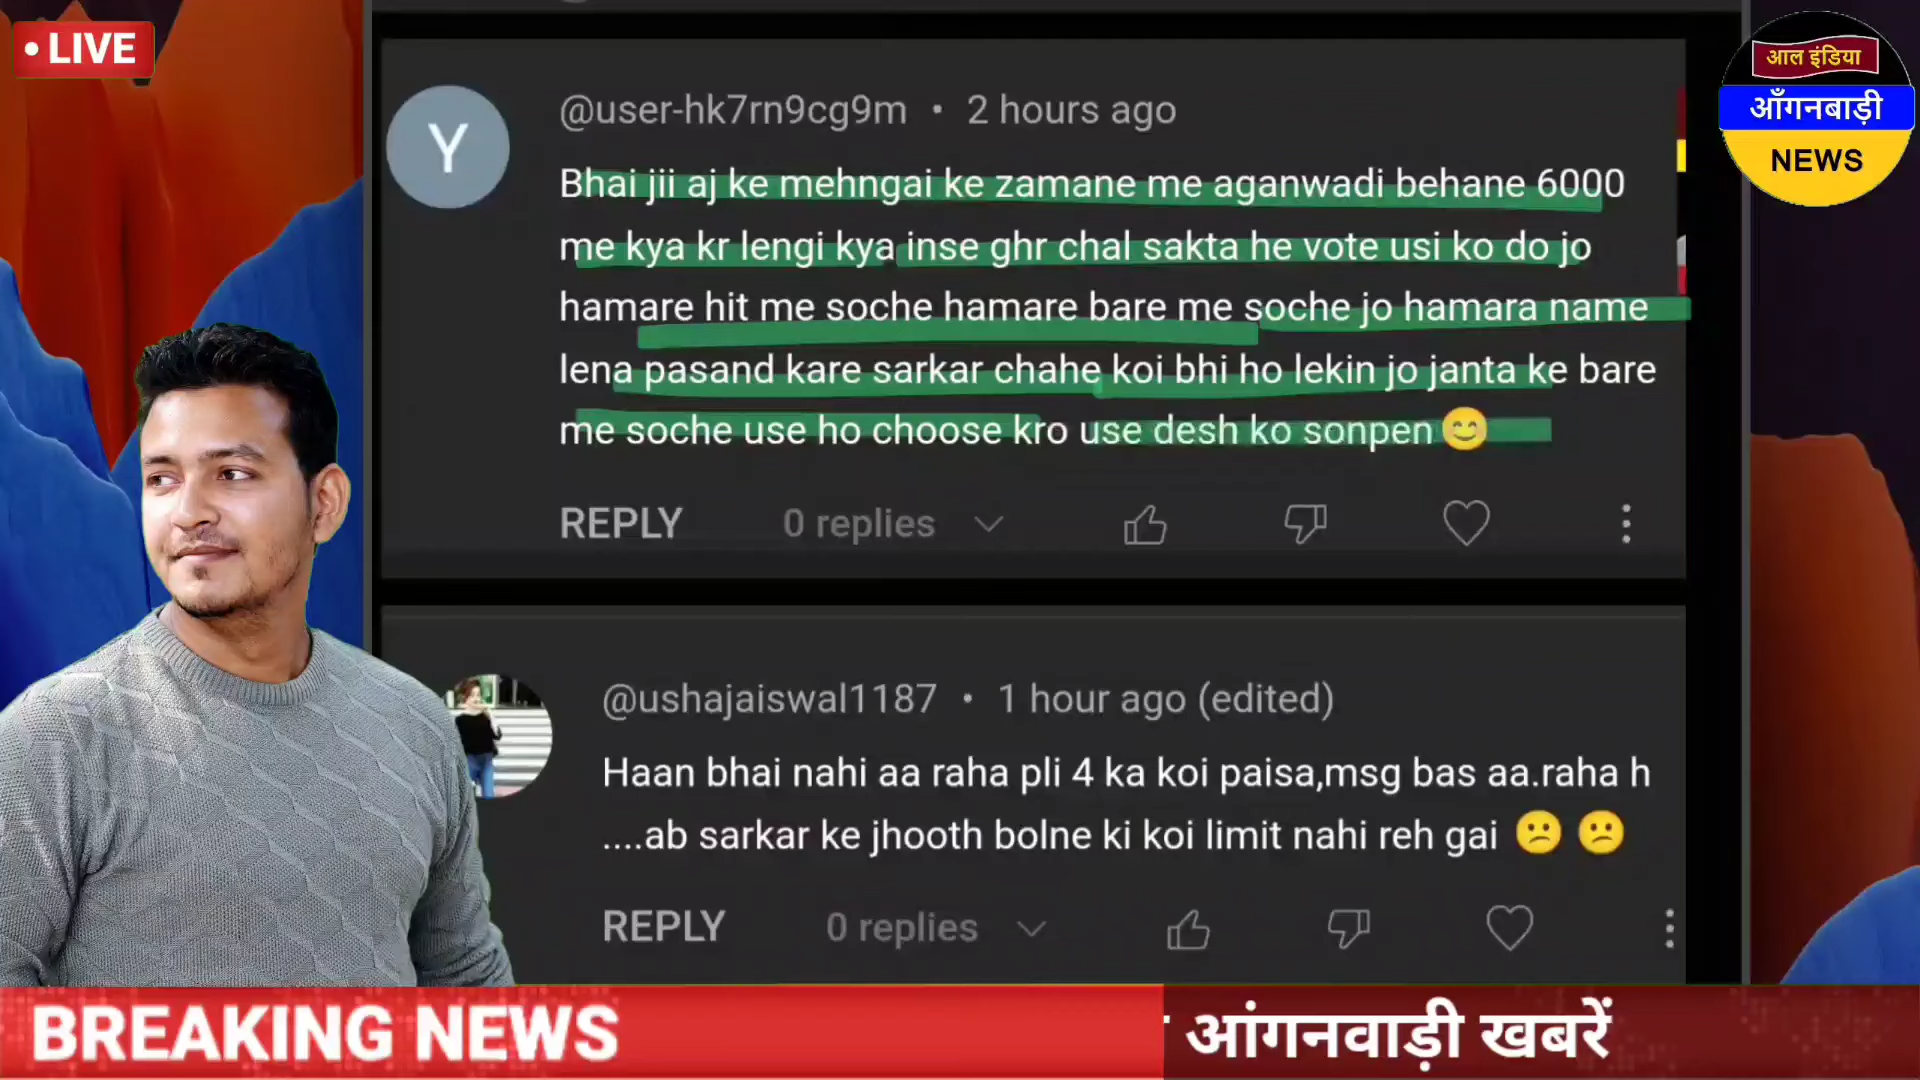 • LIVE
आल इंडिया
आँगनबाड़ी
NEWS
Y
@user-hk7rn9cg9m • 2 hours ago
Bhai jii aj ke mehngai ke zamane me aganwadi behane 6000
me kya kr lengi kya inse ghr chal sakta he vote usi ko do jo
hamare hit me soche hamare bare me soche jo hamara name
lena pasand kare sarkar chahe koi bhi ho lekin jo janta ke bare
me soche use ho choose kro use desh ko sonpen 😊
REPLY 0 replies
@ushajaiswal1187 • 1 hour ago (edited)
Haan bhai nahi aa raha pli 4 ka koi paisa,msg bas aa.raha h
....ab sarkar ke jhooth bolne ki koi limit nahi reh gai 😕 😕
REPLY 0 replies
BREAKING NEWS
आंगनवाड़ी खबरें